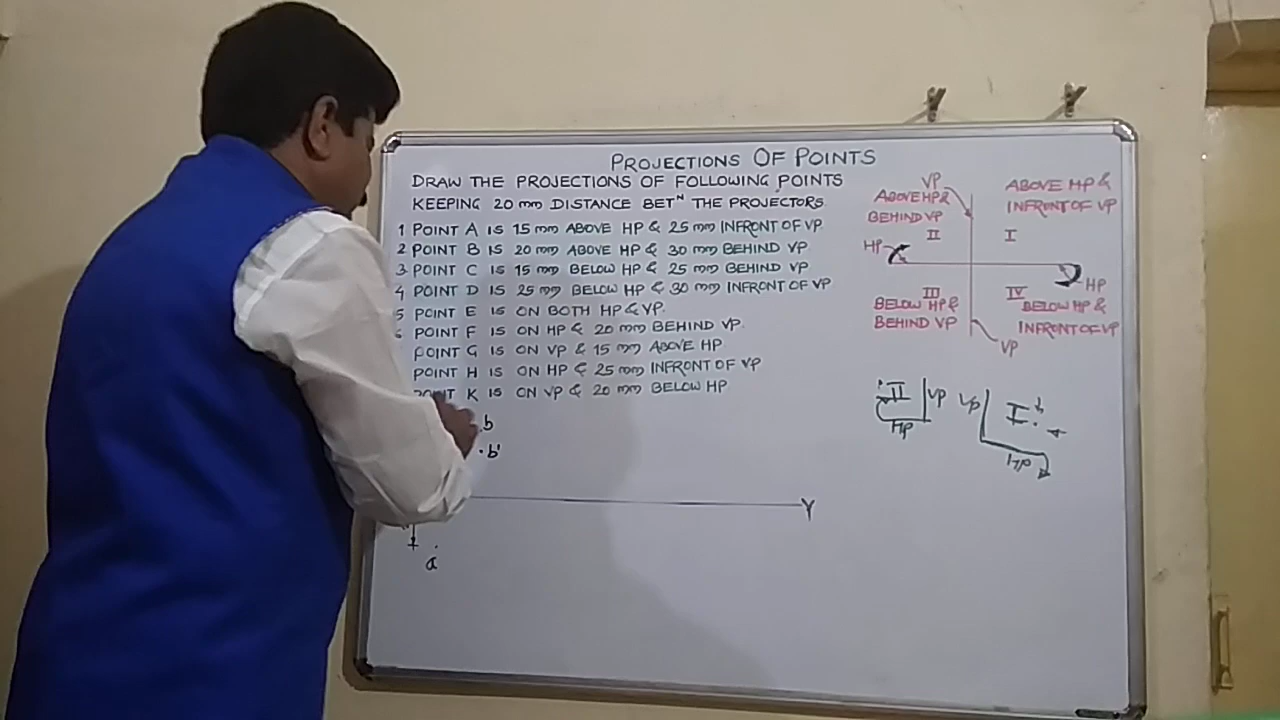 PROJECTIONS OF POINTS
DRAW THE PROJECTIONS OF FOLLOWING POINTS
KEEPING 20 mm DISTANCE BETᴺ THE PROJECTORS.
1 POINT A IS 15 mm ABOVE HP & 25 mm INFRONT OF VP
2 POINT B IS 20 mm ABOVE HP & 30 mm BEHIND VP
3 POINT C IS 15 mm BELOW HP & 25 mm BEHIND VP
4 POINT D IS 25 mm BELOW HP & 30 mm INFRONT OF VP
5 POINT E IS ON BOTH HP & VP.
6 POINT F IS ON HP & 20 mm BEHIND VP.
POINT G IS ON VP & 15 mm ABOVE HP
POINT H IS ON HP & 25 mm INFRONT OF VP
POINT K IS ON VP & 20 mm BELOW HP
b
b'
Y
a
VP
ABOVE HP &
BEHIND VP
II
ABOVE HP &
INFRONT OF VP
I
HP
HP
III
BELOW HP &
BEHIND VP
IV
BELOW HP &
INFRONT OF VP
VP
II
VP
HP
VP
I
HP